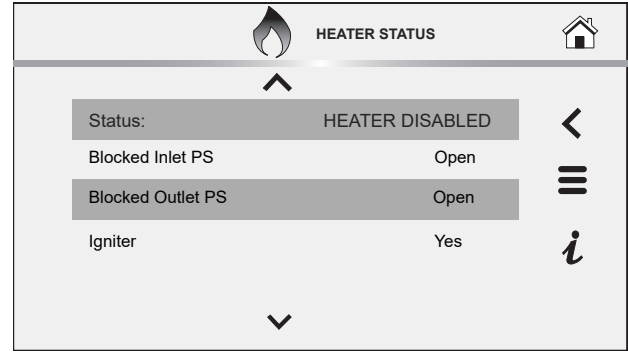 HEATER STATUS
Status: HEATER DISABLED
Blocked Inlet PS Open
Blocked Outlet PS Open
Igniter Yes
i